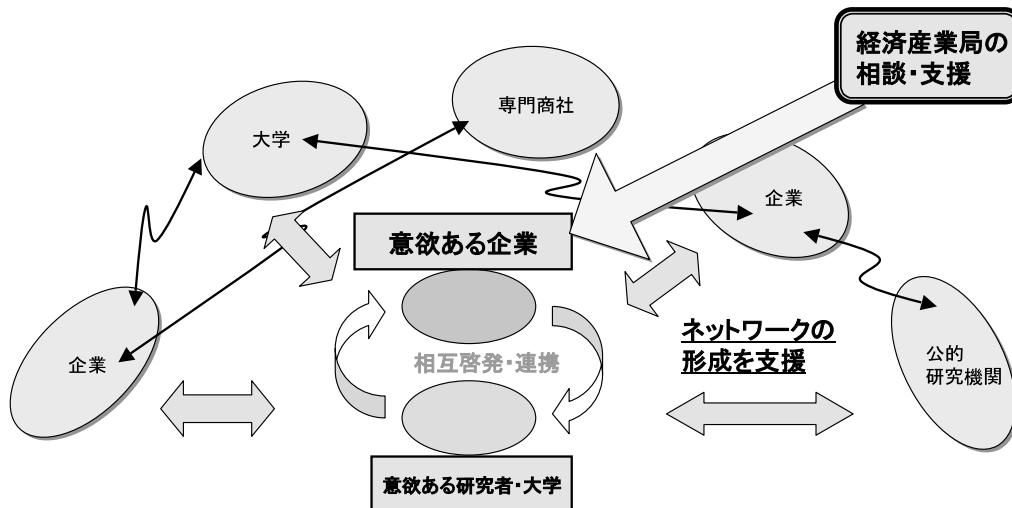 経済産業局の
相談・支援
専門商社
大学
企業
意欲ある企業
ネットワークの
形成を支援
相互啓発・連携
企業
公的
研究機関
意欲ある研究者・大学